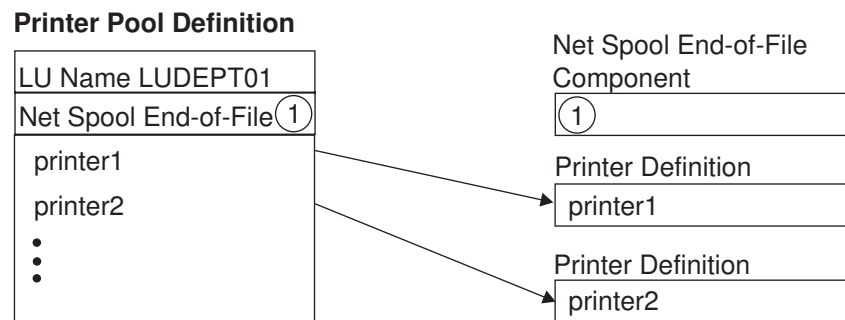 Printer Pool Definition
LU Name LUDEPT01
Net Spool End-of-File 1
printer1
printer2
Net Spool End-of-File
Component
1
Printer Definition
printer1
Printer Definition
printer2